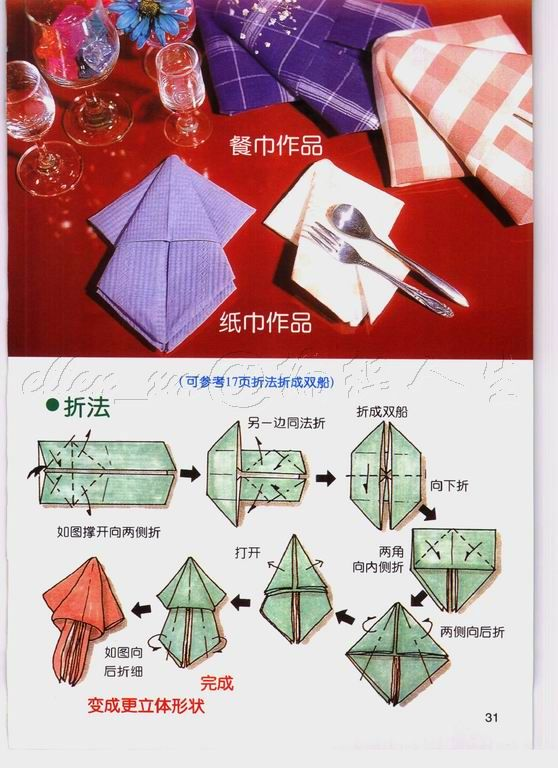 餐巾作品
纸巾作品
(可参考17页折法折成双船)
●折法
另一边同法折
折成双船
向下折
如图撑开向两侧折
打开
两角
向内侧折
两侧向后折
如图向
后折细
完成
变成更立体形状
31